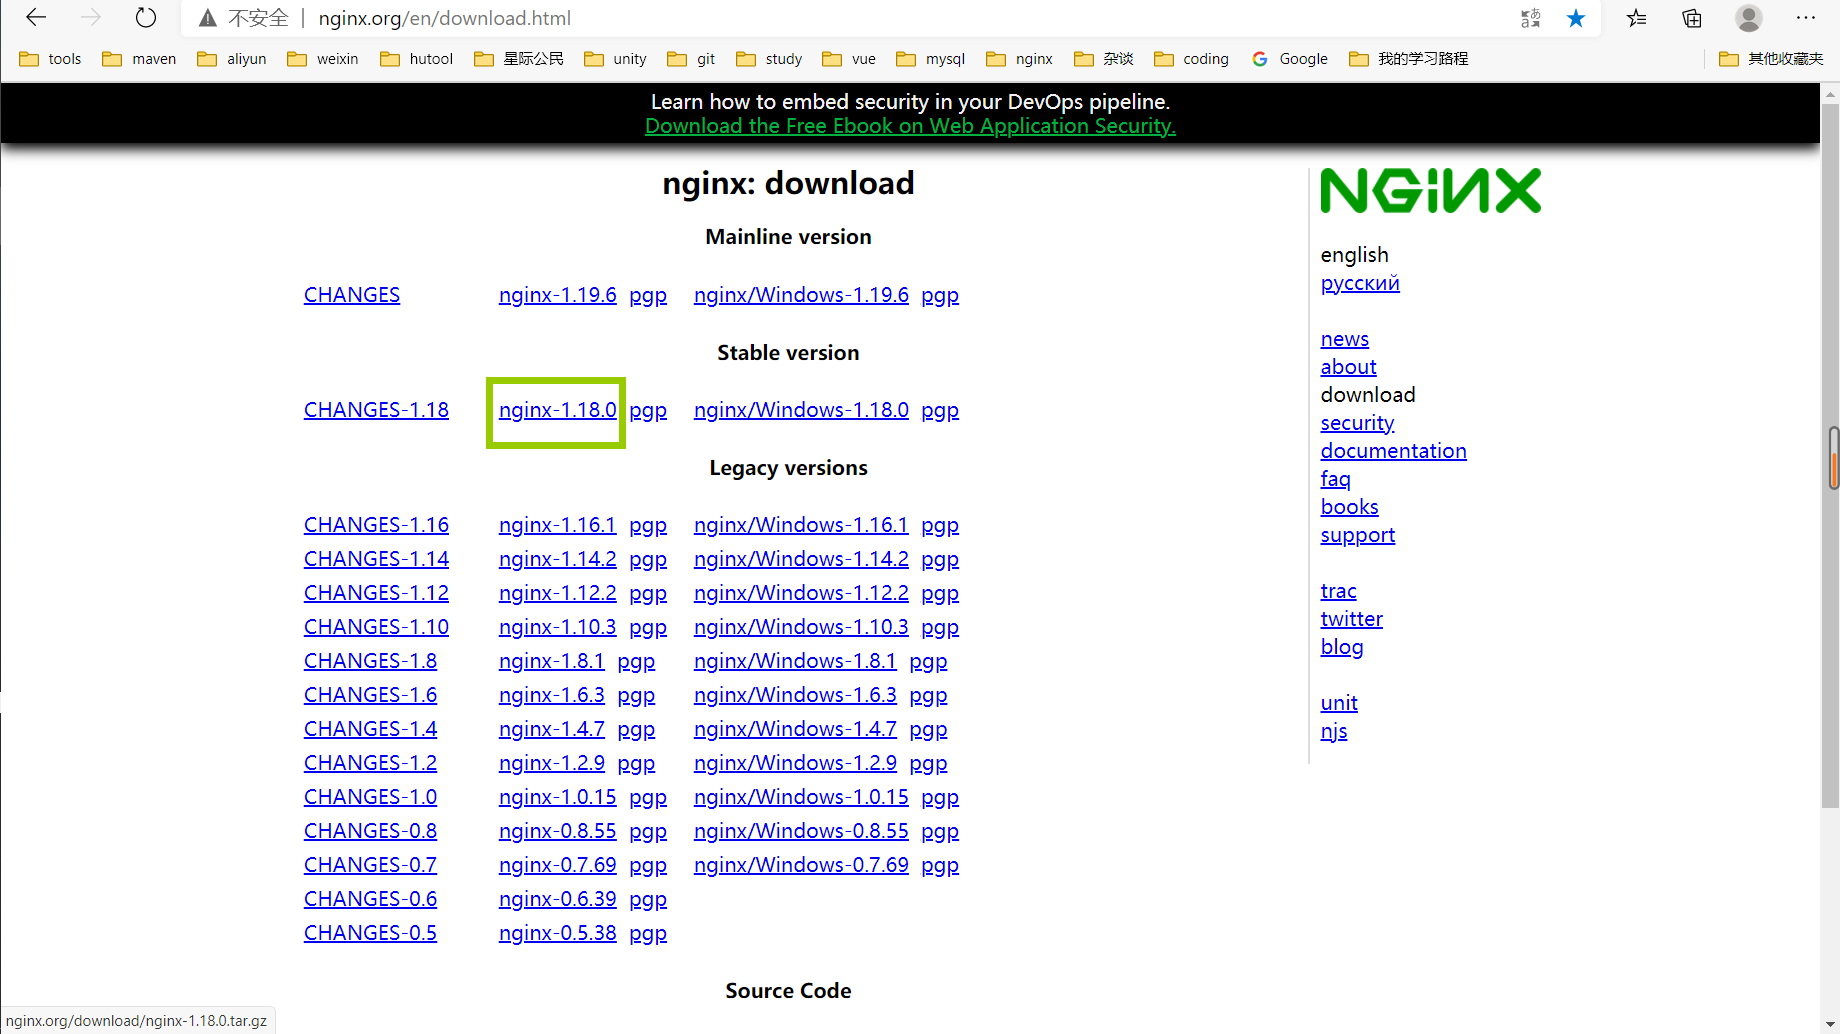 不安全 | nginx.org/en/download.html
tools maven aliyun weixin hutool 星际公民 unity git study vue mysql nginx 杂谈 coding Google 我的学习路程 其他收藏夹
Learn how to embed security in your DevOps pipeline.
Download the Free Ebook on Web Application Security.
nginx: download
Mainline version
CHANGES nginx-1.19.6 pgp nginx/Windows-1.19.6 pgp
Stable version
CHANGES-1.18 nginx-1.18.0 pgp nginx/Windows-1.18.0 pgp
Legacy versions
CHANGES-1.16 nginx-1.16.1 pgp nginx/Windows-1.16.1 pgp
CHANGES-1.14 nginx-1.14.2 pgp nginx/Windows-1.14.2 pgp
CHANGES-1.12 nginx-1.12.2 pgp nginx/Windows-1.12.2 pgp
CHANGES-1.10 nginx-1.10.3 pgp nginx/Windows-1.10.3 pgp
CHANGES-1.8 nginx-1.8.1 pgp nginx/Windows-1.8.1 pgp
CHANGES-1.6 nginx-1.6.3 pgp nginx/Windows-1.6.3 pgp
CHANGES-1.4 nginx-1.4.7 pgp nginx/Windows-1.4.7 pgp
CHANGES-1.2 nginx-1.2.9 pgp nginx/Windows-1.2.9 pgp
CHANGES-1.0 nginx-1.0.15 pgp nginx/Windows-1.0.15 pgp
CHANGES-0.8 nginx-0.8.55 pgp nginx/Windows-0.8.55 pgp
CHANGES-0.7 nginx-0.7.69 pgp nginx/Windows-0.7.69 pgp
CHANGES-0.6 nginx-0.6.39 pgp
CHANGES-0.5 nginx-0.5.38 pgp
Source Code
NGINX
english
русский
news
about
download
security
documentation
faq
books
support
trac
twitter
blog
unit
njs
nginx.org/download/nginx-1.18.0.tar.gz